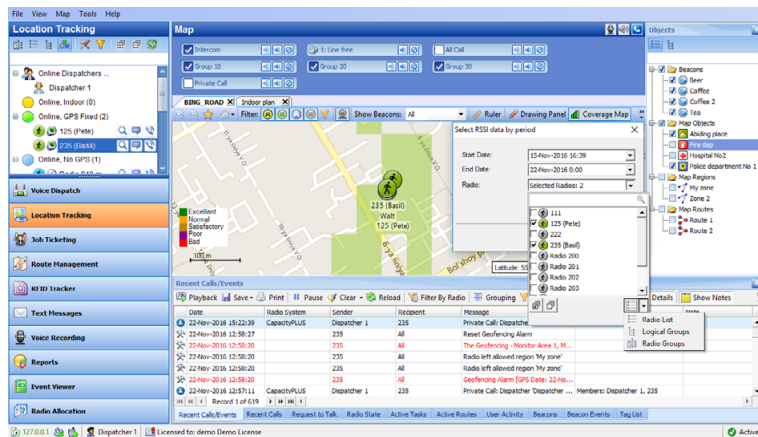 File View Map Tools Help
Location Tracking
Online Dispatchers ...
Dispatcher 1
Online, Indoor (0)
Online, GPS Fixed (2)
125 (Pete)
235 (Basil)
Online, No GPS (1)
Voice Dispatch
Location Tracking
Job Ticketing
Route Management
RFID Tracker
Text Messages
Voice Recording
Reports
Event Viewer
Radio Allocation
Map
Intercom 1: Line free All Call
Group 10 Group 20 Group 30
Private Call
BING_ROAD Indoor plan
Filter: Show Beacons: All Ruler Drawing Panel Coverage Map
Excellent
Normal
Satisfactory
Poor
Bad
100 m
235 (Basil)
Walt
125 (Pete)
11-ya liniya V.O.
8-ya liniya
Bol'shoy p
Latitude: 59
Select RSSI data by period
Start Date: 15-Nov-2016 16:39
End Date: 22-Nov-2016 0:00
Radio: Selected Radios: 2
111
125 (Pete)
222
235 (Basil)
Radio 200
Radio 201
Radio 202
Radio 203
Radio List
Logical Groups
Radio Groups
Objects
Beacons
Beer
Coffee
Coffee 2
Tea
Map Objects
Abiding place
Fire dep
Hospital No2
Police department No 1
Map Regions
My zone
Zone 2
Map Routes
Route 1
Route 2
Recent Calls/Events
Playback Save Print Pause Clear Reload Filter By Radio Grouping Details Show Notes
Date Radio System Sender Recipient Message Note
22-Nov-2016 15:22:39 CapacityPLUS Dispatcher 1 235 Private Call: Dispatche
22-Nov-2016 12:58:27 235 All Reset Geofencing Alarm
22-Nov-2016 12:58:20 235 All The Geofencing - Monitor Area 1, M...
22-Nov-2016 12:58:20 235 All Radio left allowed region 'My zone'
22-Nov-2016 12:58:20 235 All Radio left allowed region 'My zone'
22-Nov-2016 12:58:20 235 All Geofencing Alarm [GPS Date: 22-No...
22-Nov-2016 12:57:11 CapacityPLUS Dispatcher 1 235 Private Call: Dispatcher 'Dispatcher ... Members: Dispatcher 1, 235
Record 1 of 619
Recent Calls/Events Recent Calls Request to Talk Radio State Active Tasks Active Routes User Activity Beacons Beacon Events Tag List
127.0.0.1 Dispatcher 1 Licensed to: demo Demo License Active